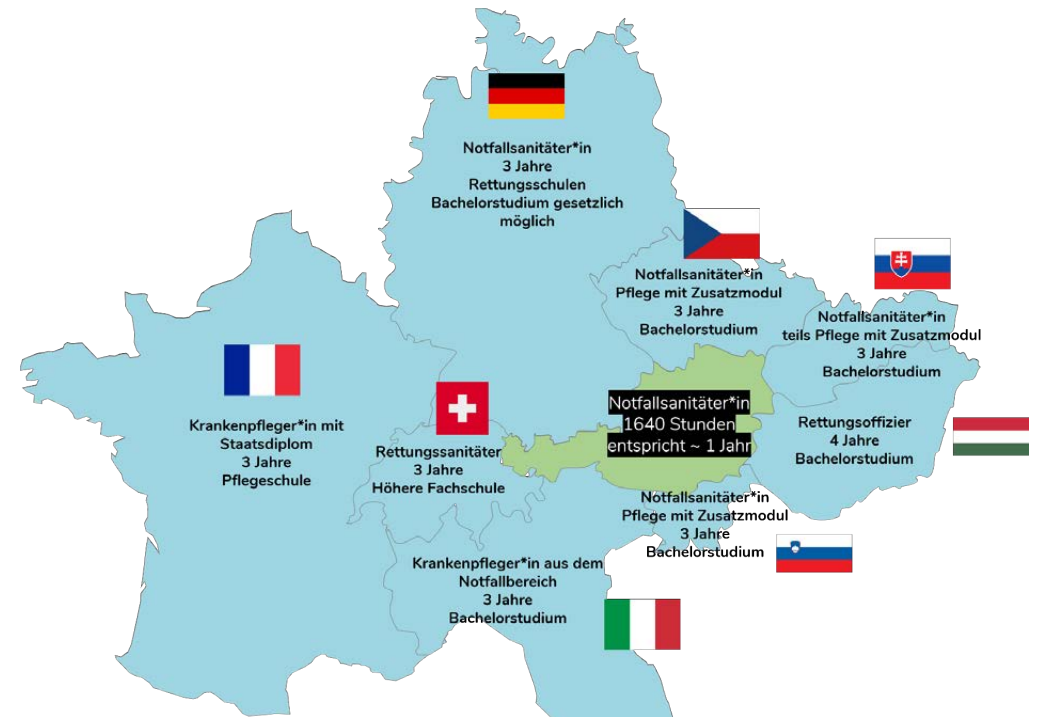 Notfallsanitäter*in
3 Jahre
Rettungsschulen
Bachelorstudium gesetzlich
möglich
Notfallsanitäter*in
Pflege mit Zusatzmodul
3 Jahre
Bachelorstudium
Notfallsanitäter*in
teils Pflege mit Zusatzmodul
3 Jahre
Bachelorstudium
Krankenpfleger*in mit
Staatsdiplom
3 Jahre
Pflegeschule
Rettungssanitäter
3 Jahre
Höhere Fachschule
Notfallsanitäter*in
1640 Stunden
entspricht ~ 1 Jahr
Rettungsoffizier
4 Jahre
Bachelorstudium
Notfallsanitäter*in
Pflege mit Zusatzmodul
3 Jahre
Bachelorstudium
Krankenpfleger*in aus dem
Notfallbereich
3 Jahre
Bachelorstudium